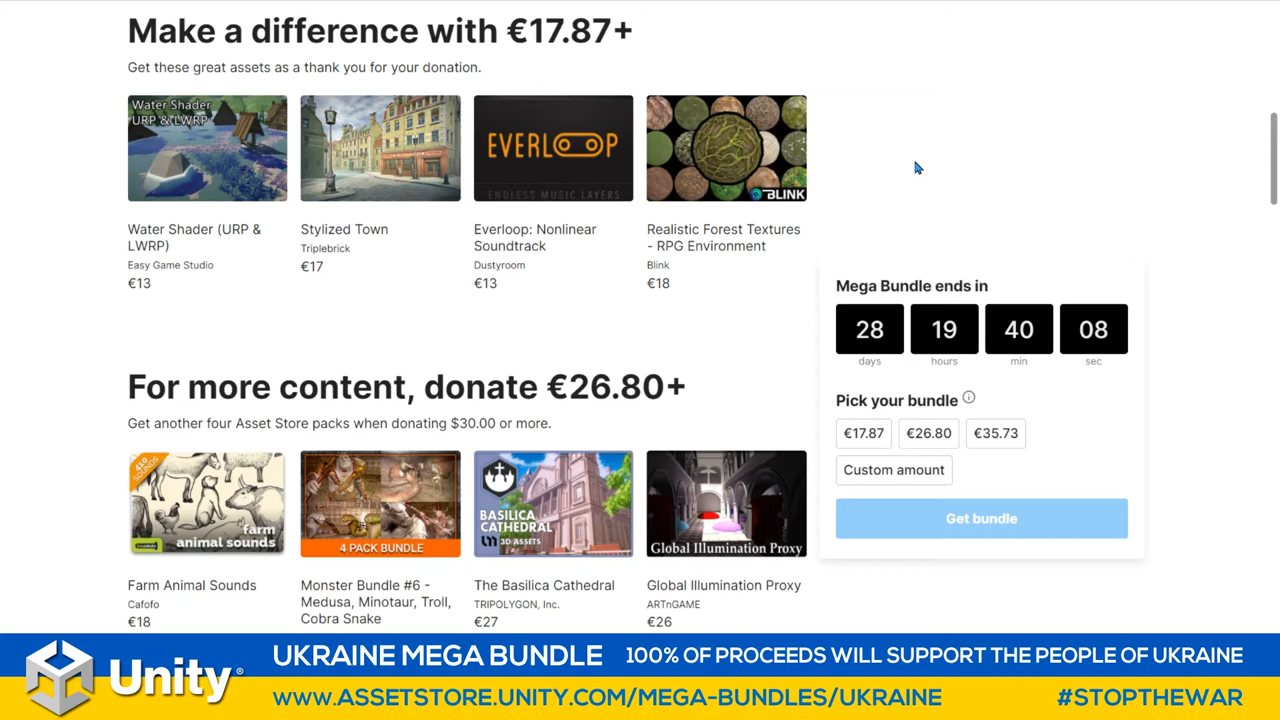 Make a difference with €17.87+
Get these great assets as a thank you for your donation.
Water Shader
URP & LWRP
EVERLOOP
ENDLESS MUSIC LAYERS
BLINK
Water Shader (URP &
LWRP)
Easy Game Studio
€13
Stylized Town
Triplebrick
€17
Everloop: Nonlinear
Soundtrack
Dustyroom
€13
Realistic Forest Textures
- RPG Environment
Blink
€18
Mega Bundle ends in
28 19 40 08
days hours min sec
Pick your bundle
€17.87 €26.80 €35.73
Custom amount
Get bundle
For more content, donate €26.80+
Get another four Asset Store packs when donating $30.00 or more.
410
SOUNDS
farm
animal sounds
4 PACK BUNDLE
BASILICA
CATHEDRAL
3D ASSETS
Global Illumination Proxy
Farm Animal Sounds
Cafofo
€18
Monster Bundle #6 -
Medusa, Minotaur, Troll,
Cobra Snake
The Basilica Cathedral
TRIPOLYGON, Inc.
€27
Global Illumination Proxy
ARTnGAME
€26
Unity®
UKRAINE MEGA BUNDLE 100% OF PROCEEDS WILL SUPPORT THE PEOPLE OF UKRAINE
WWW.ASSETSTORE.UNITY.COM/MEGA-BUNDLES/UKRAINE #STOPTHEWAR